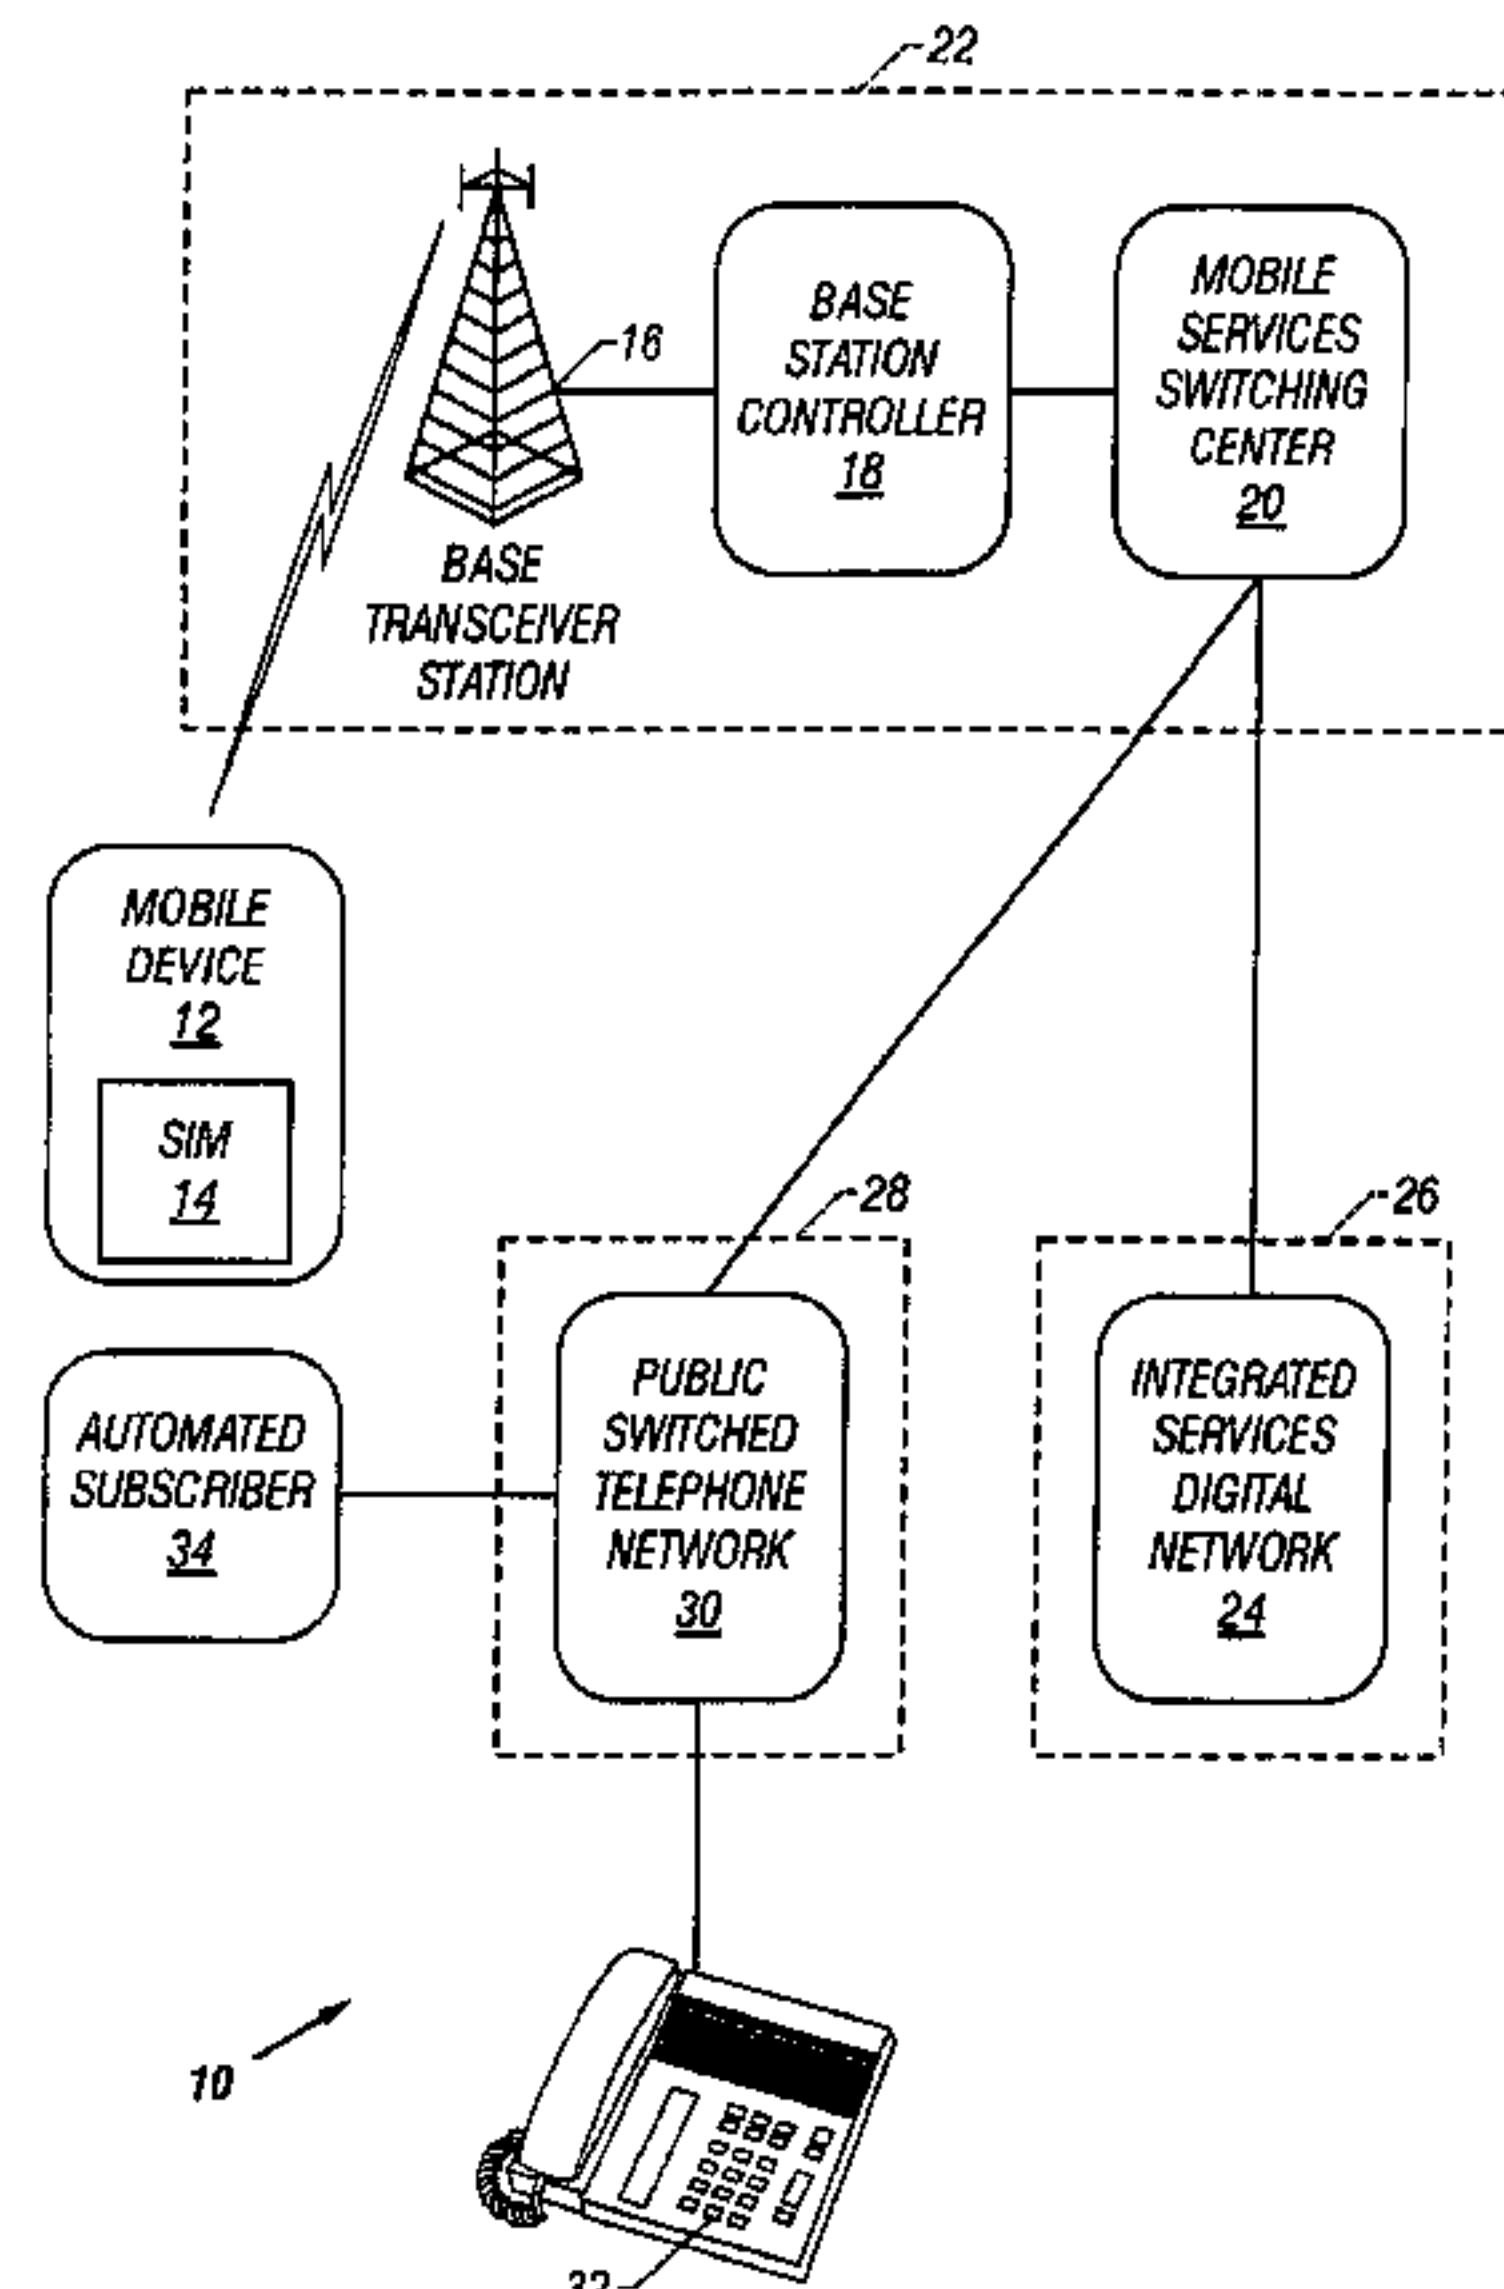 22
16
BASE
STATION
CONTROLLER
18
MOBILE
SERVICES
SWITCHING
CENTER
20
BASE
TRANSCEIVER
STATION
MOBILE
DEVICE
12
SIM
14
28
26
AUTOMATED
SUBSCRIBER
34
PUBLIC
SWITCHED
TELEPHONE
NETWORK
30
INTEGRATED
SERVICES
DIGITAL
NETWORK
24
10
32